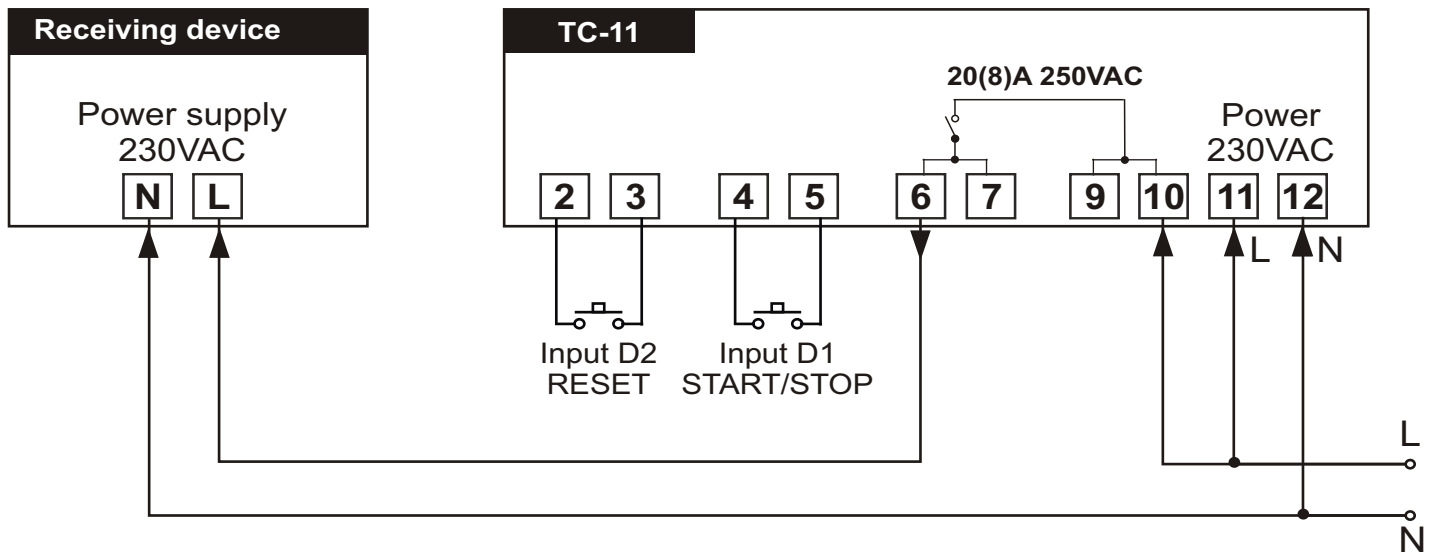 Receiving device
Power supply
230VAC
N L
TC-11
20(8)A 250VAC
Power
230VAC
2 3 4 5 6 7 9 10 11 12
L N
Input D2
RESET
Input D1
START/STOP
L
N